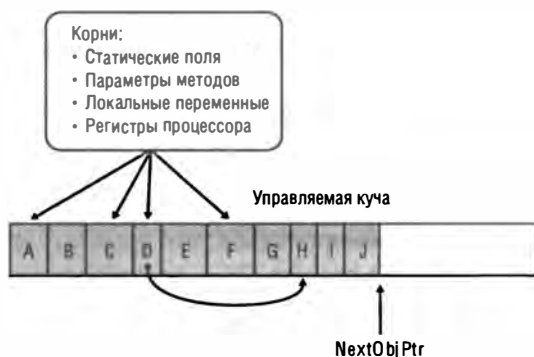 Корни:
• Статические поля
• Параметры методов
• Локальные переменные
• Регистры процессора
Управляемая куча
A B C D E F G H I J
NextObjPtr